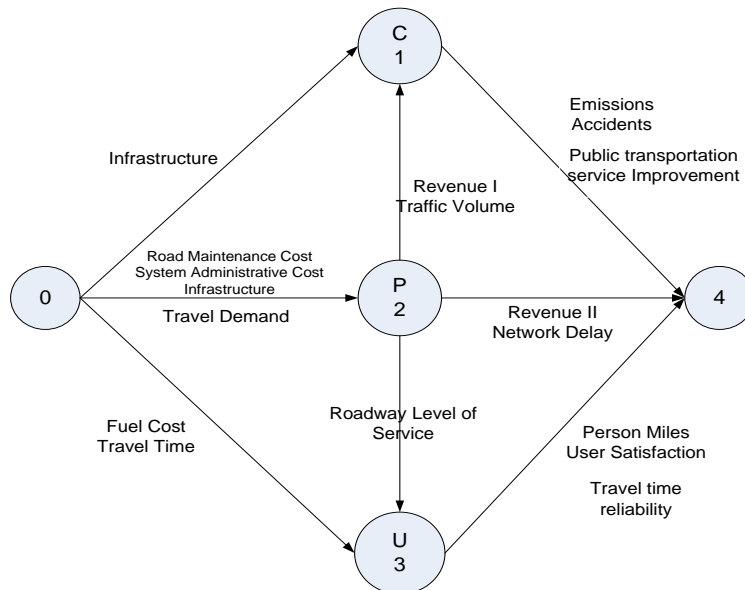 C
1
Emissions
Accidents
Public transportation
service Improvement
Infrastructure
Revenue I
Traffic Volume
Road Maintenance Cost
System Administrative Cost
Infrastructure
Travel Demand
0
P
2
Revenue II
Network Delay
4
Fuel Cost
Travel Time
Roadway Level of
Service
Person Miles
User Satisfaction
Travel time
reliability
U
3